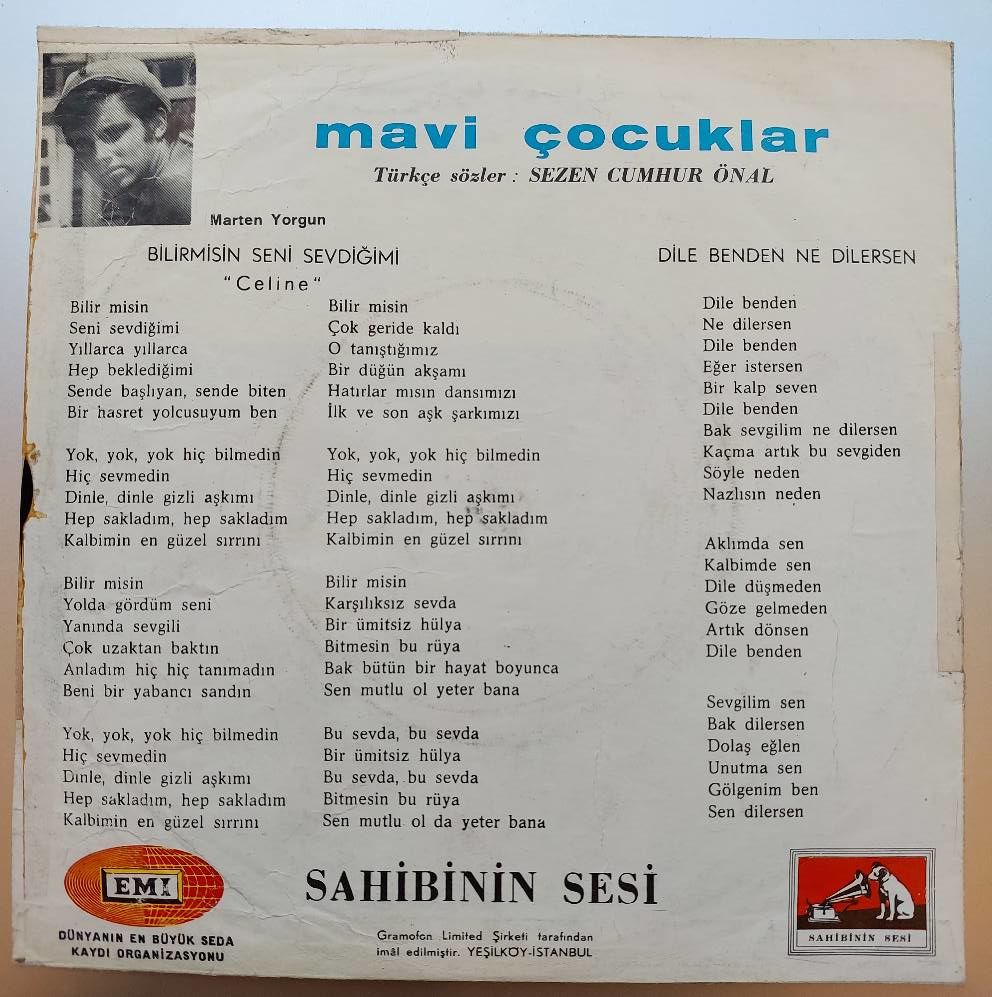 mavi çocuklar
Türkçe sözler : SEZEN CUMHUR ÖNAL
Marten Yorgun
BİLİRMİSİN SENİ SEVDİĞİMİ
"Celine"
Bilir misin
Seni sevdiğimi
Yıllarca yıllarca
Hep beklediğimi
Sende başlıyan, sende biten
Bir hasret yolcusuyum ben
Yok, yok, yok hiç bilmedin
Hiç sevmedin
Dinle, dinle gizli aşkımı
Hep sakladım, hep sakladım
Kalbimin en güzel sırrını
Bilir misin
Yolda gördüm seni
Yanında sevgili
Çok uzaktan baktın
Anladım hiç hiç tanımadın
Beni bir yabancı sandın
Yok, yok, yok hiç bilmedin
Hiç sevmedin
Dinle, dinle gizli aşkımı
Hep sakladım, hep sakladım
Kalbimin en güzel sırrını
Bilir misin
Çok geride kaldı
O tanıştığımız
Bir düğün akşamı
Hatırlar mısın dansımızı
İlk ve son aşk şarkımızı
Yok, yok, yok hiç bilmedin
Hiç sevmedin
Dinle, dinle gizli aşkımı
Hep sakladım, hep sakladım
Kalbimin en güzel sırrını
Bilir misin
Karşılıksız sevda
Bir ümitsiz hülya
Bitmesin bu rüya
Bak bütün bir hayat boyunca
Sen mutlu ol yeter bana
Bu sevda, bu sevda
Bir ümitsiz hülya
Bu sevda, bu sevda
Bitmesin bu rüya
Sen mutlu ol da yeter bana
DİLE BENDEN NE DİLERSEN
Dile benden
Ne dilersen
Dile benden
Eğer istersen
Bir kalp seven
Dile benden
Bak sevgilim ne dilersen
Kaçma artık bu sevgiden
Söyle neden
Nazlısın neden
Aklımda sen
Kalbimde sen
Dile düşmeden
Göze gelmeden
Artık dönsen
Dile benden
Sevgilim sen
Bak dilersen
Dolaş eğlen
Unutma sen
Gölgenim ben
Sen dilersen
EMI
DÜNYANIN EN BÜYÜK SEDA
KAYDI ORGANİZASYONU
SAHİBİNİN SESİ
Gramofon Limited Şirketi tarafından
imâl edilmiştir. YEŞİLKÖY-İSTANBUL
SAHİBİNİN SESİ